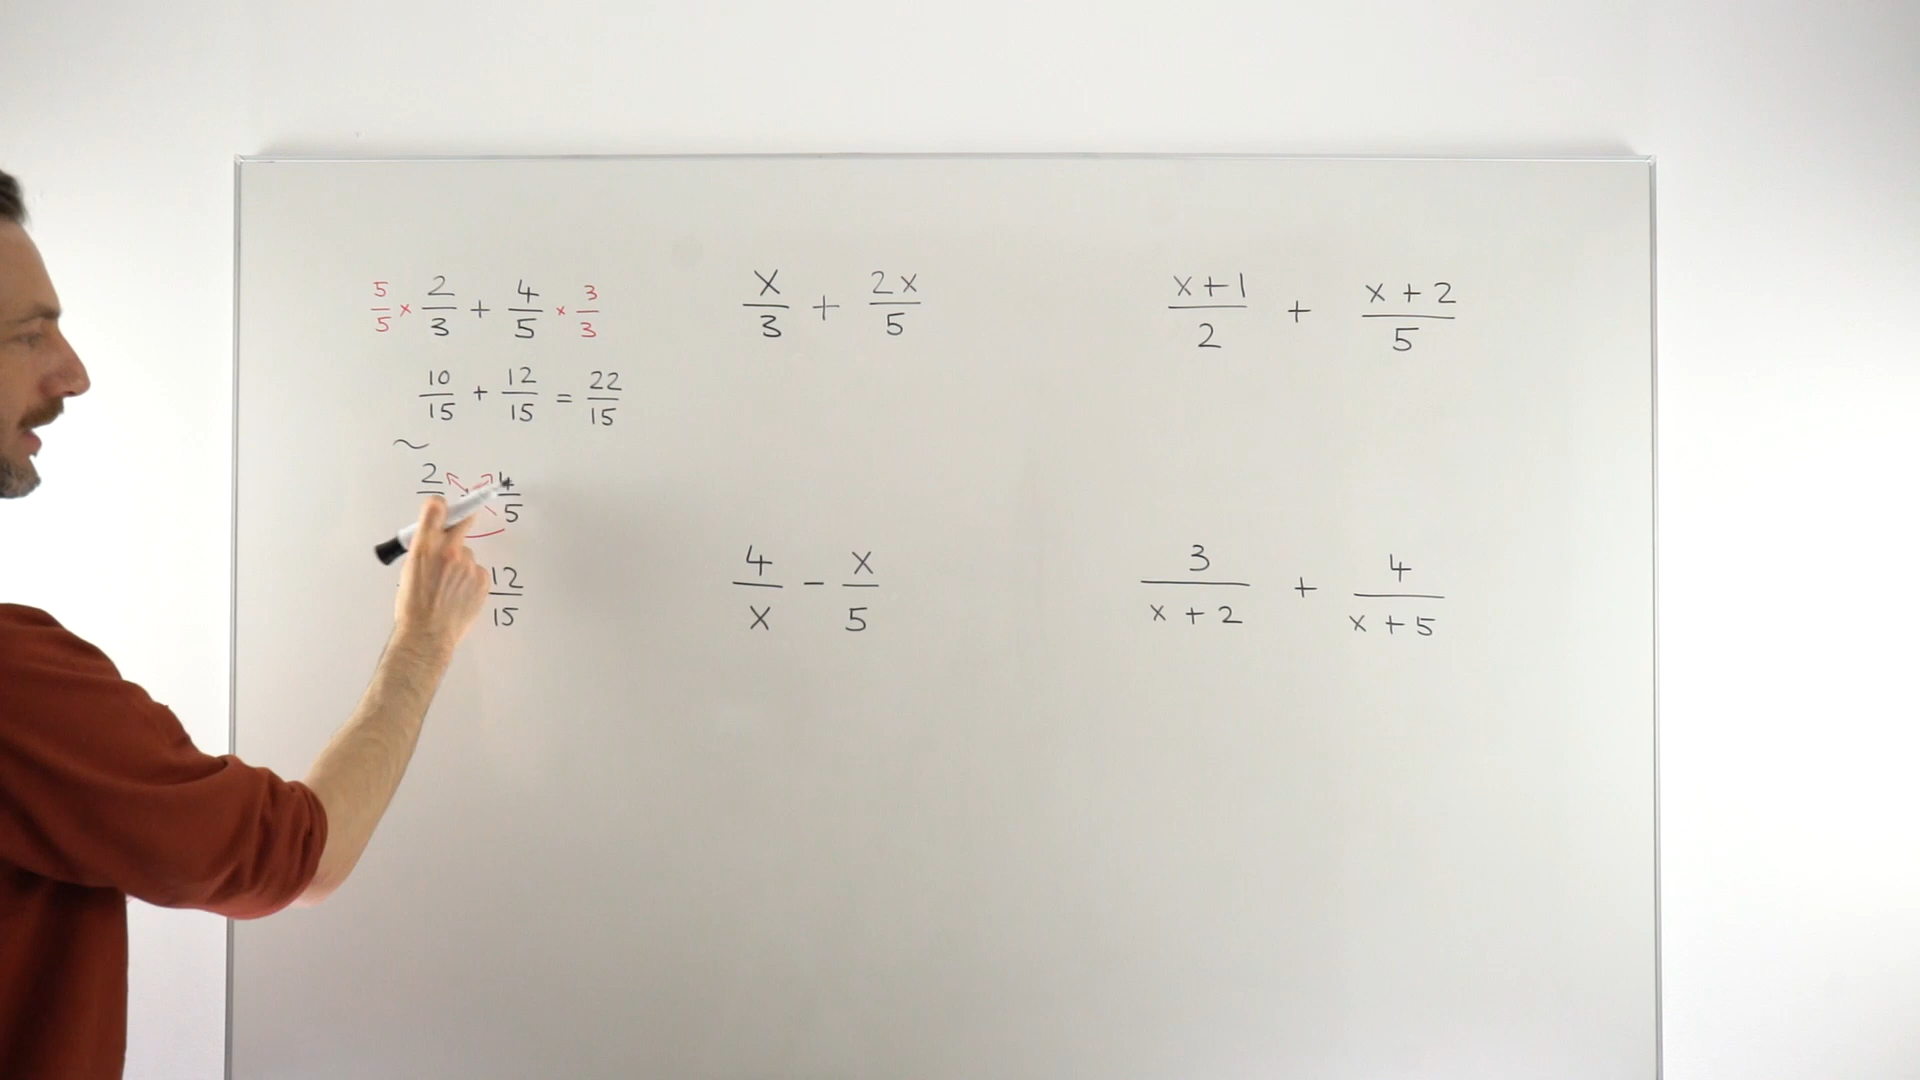 5/5 × 2/3 + 4/5 × 3/3
10/15 + 12/15 = 22/15
~
2 4/5
12/15
x/3 + 2x/5
4/x - x/5
x+1/2 + x+2/5
3/x+2 + 4/x+5